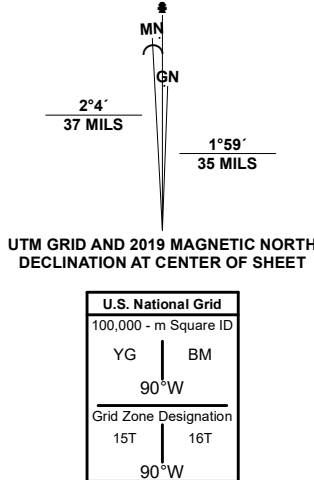 MN
GN
2°4´
37 MILS
1°59´
35 MILS
UTM GRID AND 2019 MAGNETIC NORTH
DECLINATION AT CENTER OF SHEET
U.S. National Grid
100,000 - m Square ID
YG BM
90°W
Grid Zone Designation
15T 16T
90°W